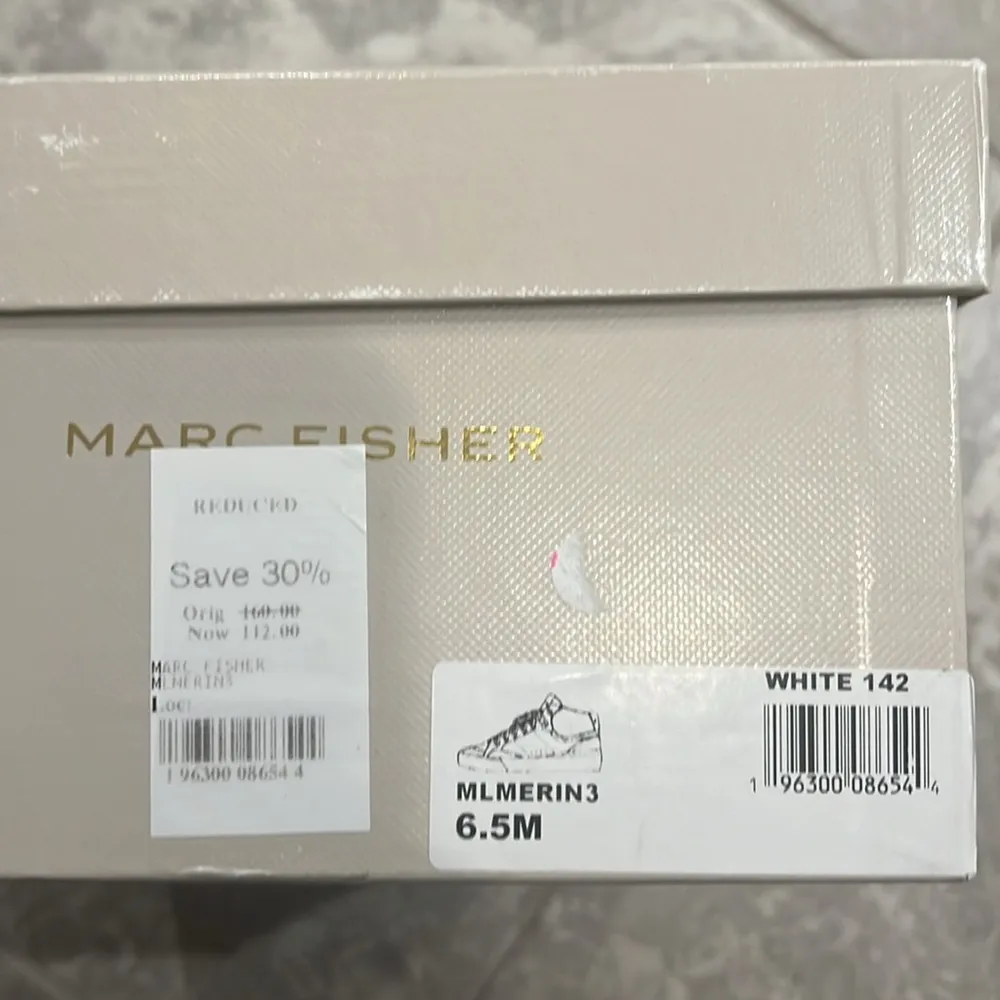 MARC FISHER
REDUCED
Save 30%
Orig 160.00
Now 112.00
MARC FISHER
MLMERIN3
1 96300 08654 4
WHITE 142
1 96300 08654 4
MLMERIN3
6.5M